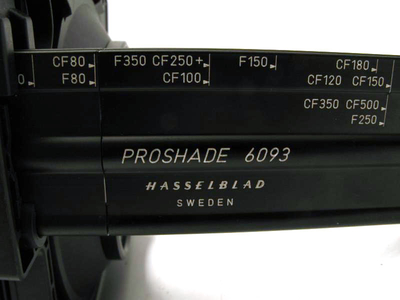 CF80 F350 CF250+ F150 CF180
0 F80 CF100 CF120 CF150
CF350 CF500
F250
PROSHADE 6093
HASSELBLAD
SWEDEN